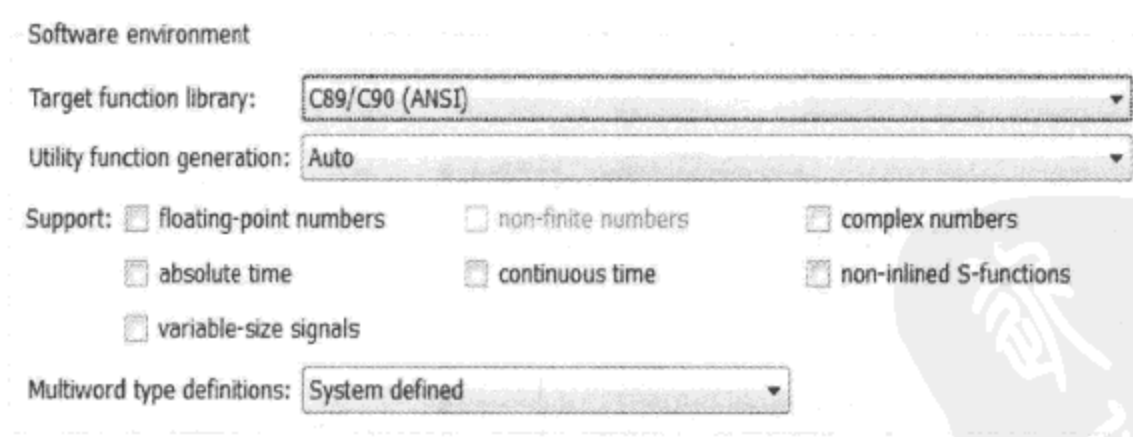 Software environment
Target function library: C89/C90 (ANSI)
Utility function generation: Auto
Support: floating-point numbers non-finite numbers complex numbers
absolute time continuous time non-inlined S-functions
variable-size signals
Multiword type definitions: System defined